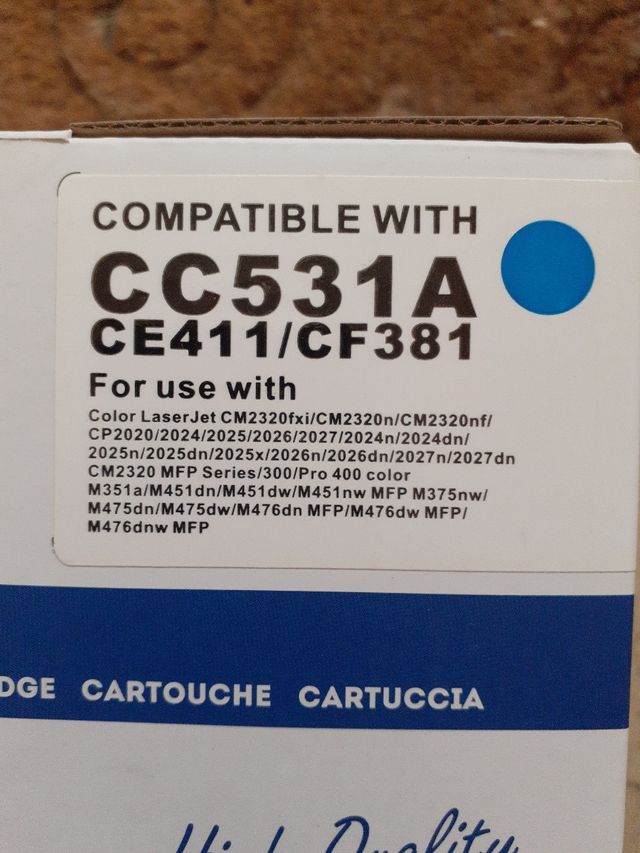 COMPATIBLE WITH
CC531A
CE411/CF381
For use with
Color LaserJet CM2320fxi/CM2320n/CM2320nf/
CP2020/2024/2025/2026/2027/2024n/2024dn/
2025n/2025dn/2025x/2026n/2026dn/2027n/2027dn
CM2320 MFP Series/300/Pro 400 color
M351a/M451dn/M451dw/M451nw MFP M375nw/
M475dn/M475dw/M476dn MFP/M476dw MFP/
M476dnw MFP
DGE CARTOUCHE CARTUCCIA
High Quality